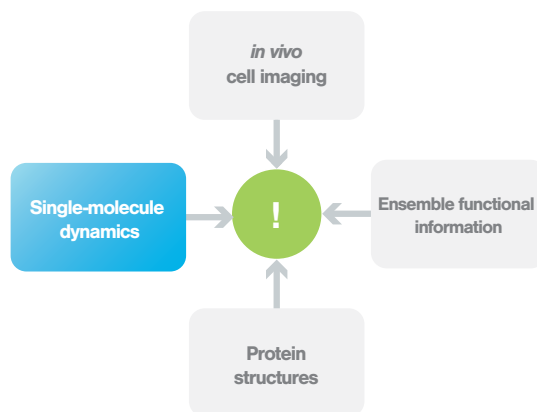 in vivo
cell imaging
Single-molecule
dynamics
!
Ensemble functional
information
Protein
structures